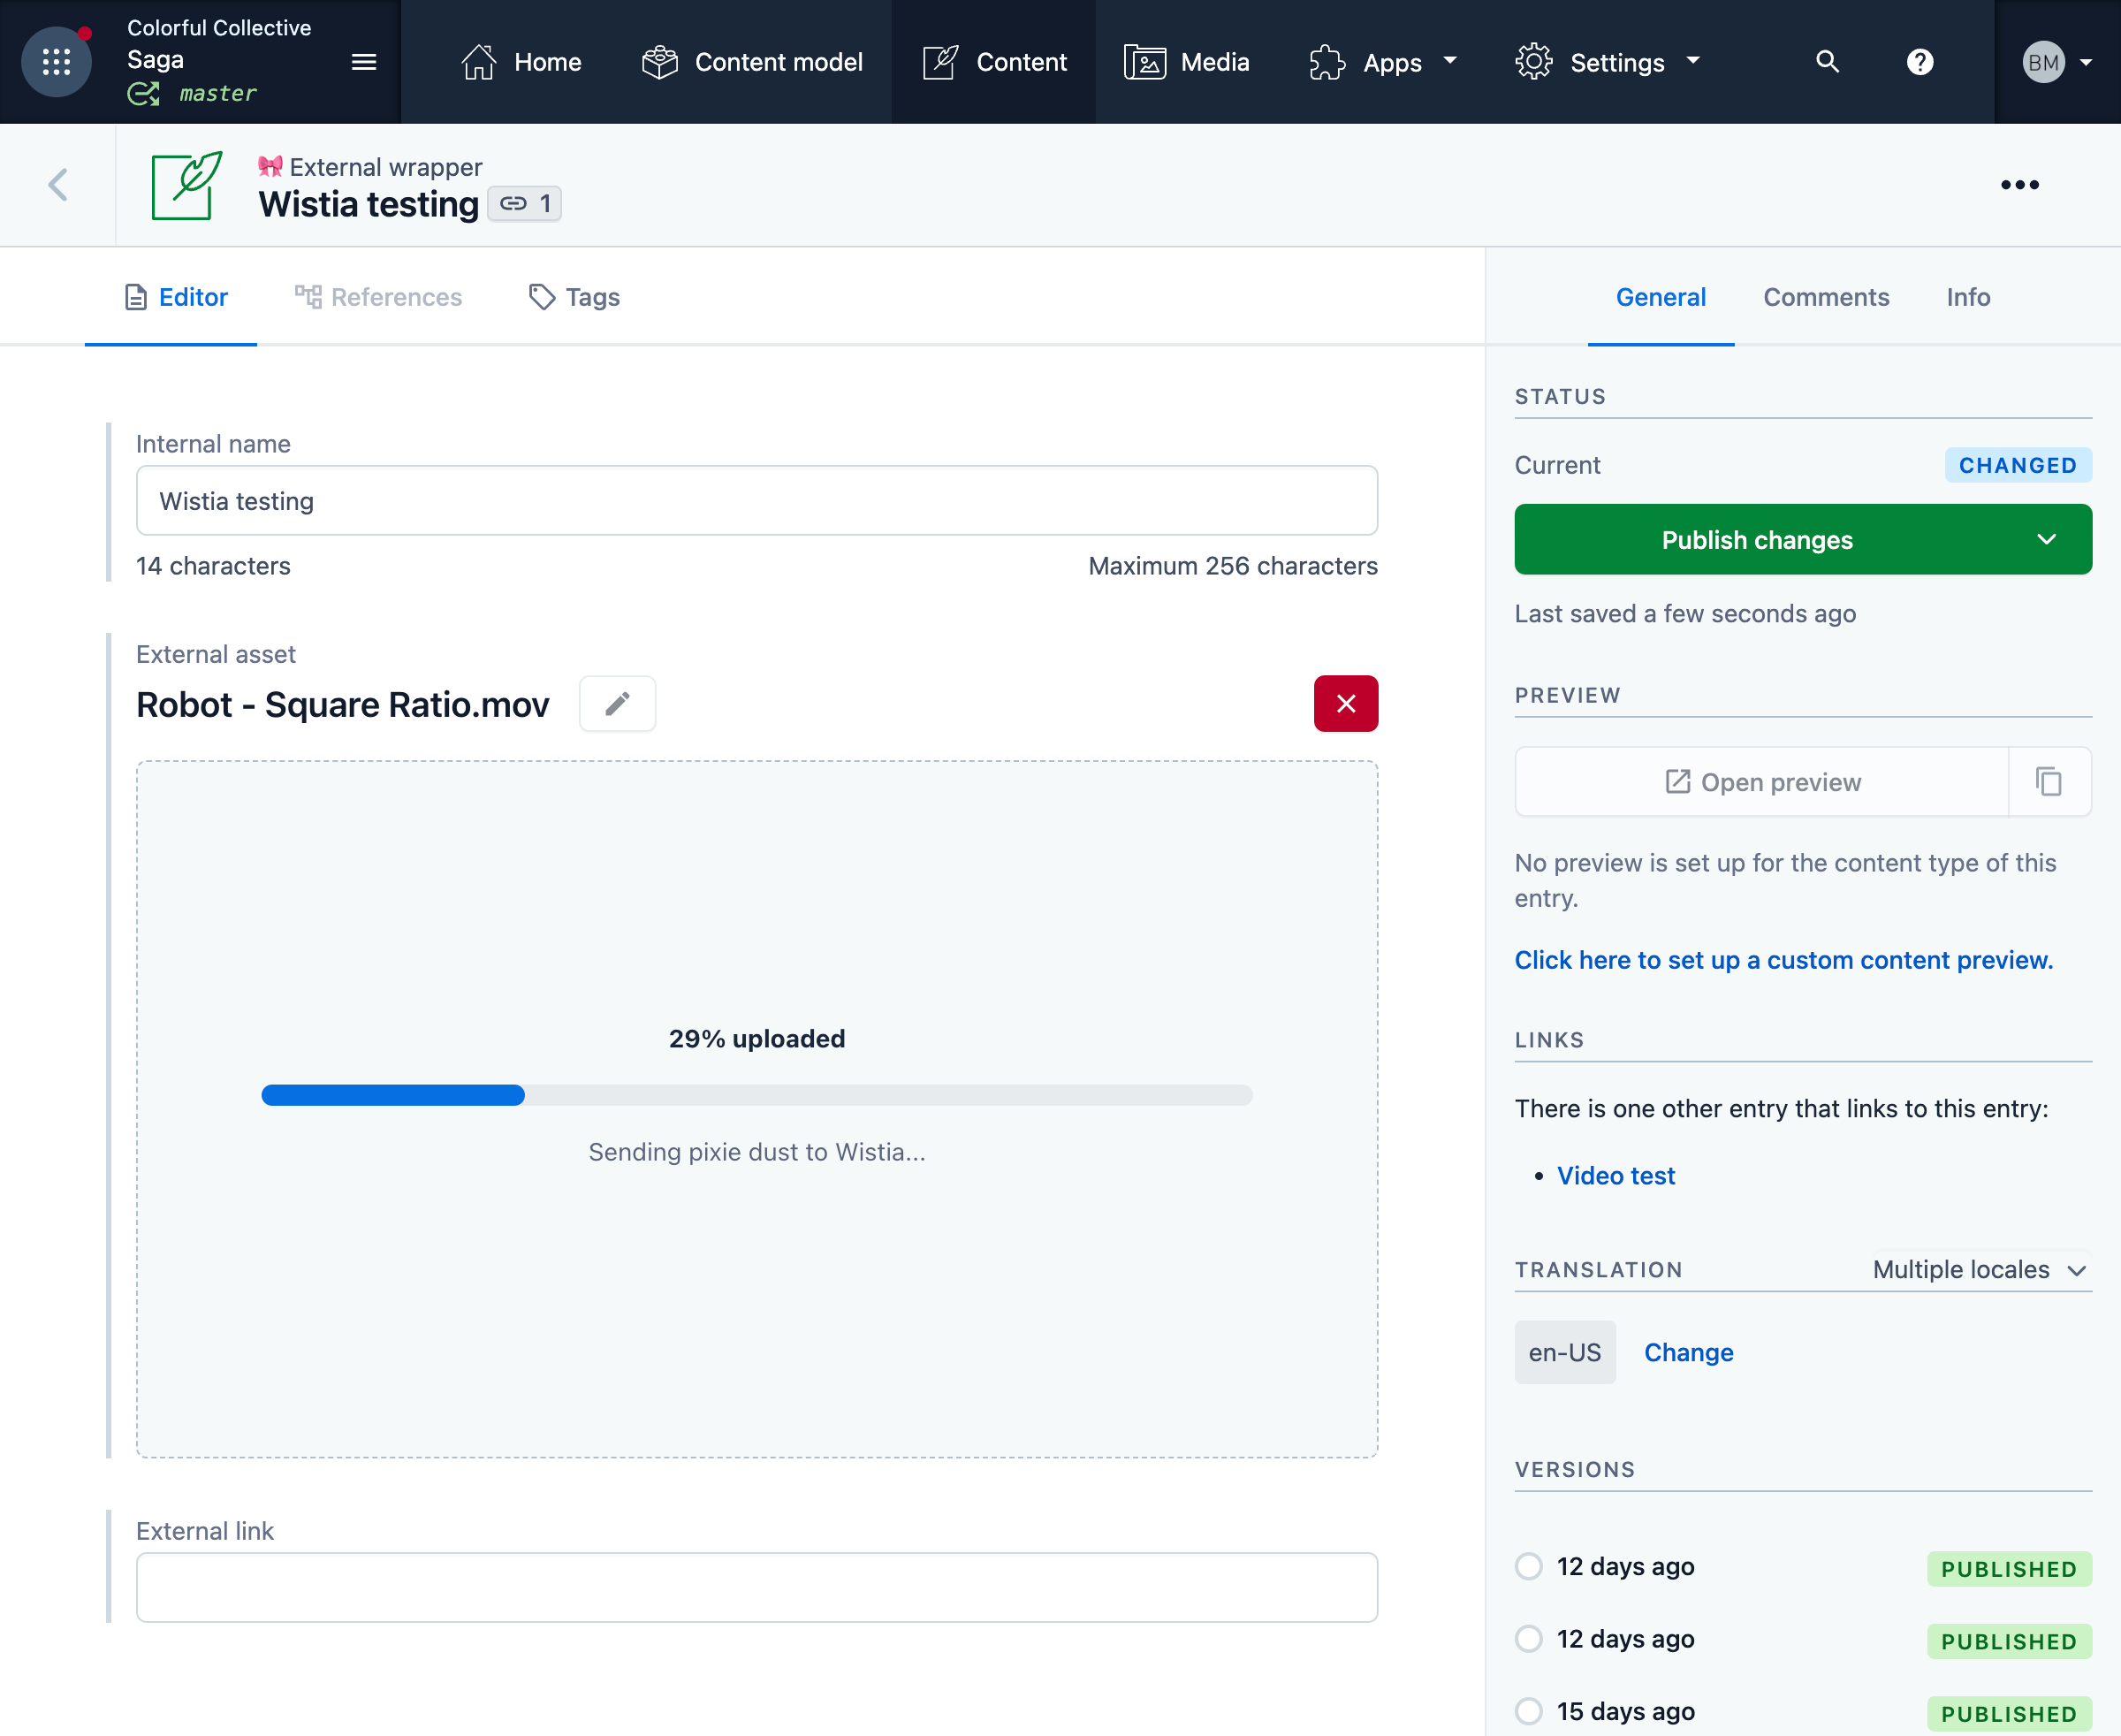 Colorful Collective
Saga
master
Home
Content model
Content
Media
Apps
Settings
BM
External wrapper
Wistia testing 1
Editor
References
Tags
General
Comments
Info
Internal name
Wistia testing
14 characters
Maximum 256 characters
External asset
Robot - Square Ratio.mov
29% uploaded
Sending pixie dust to Wistia...
External link
STATUS
Current
CHANGED
Publish changes
Last saved a few seconds ago
PREVIEW
Open preview
No preview is set up for the content type of this
entry.
Click here to set up a custom content preview.
LINKS
There is one other entry that links to this entry:
• Video test
TRANSLATION
Multiple locales
en-US
Change
VERSIONS
12 days ago
PUBLISHED
12 days ago
PUBLISHED
15 days ago
PUBLISHED